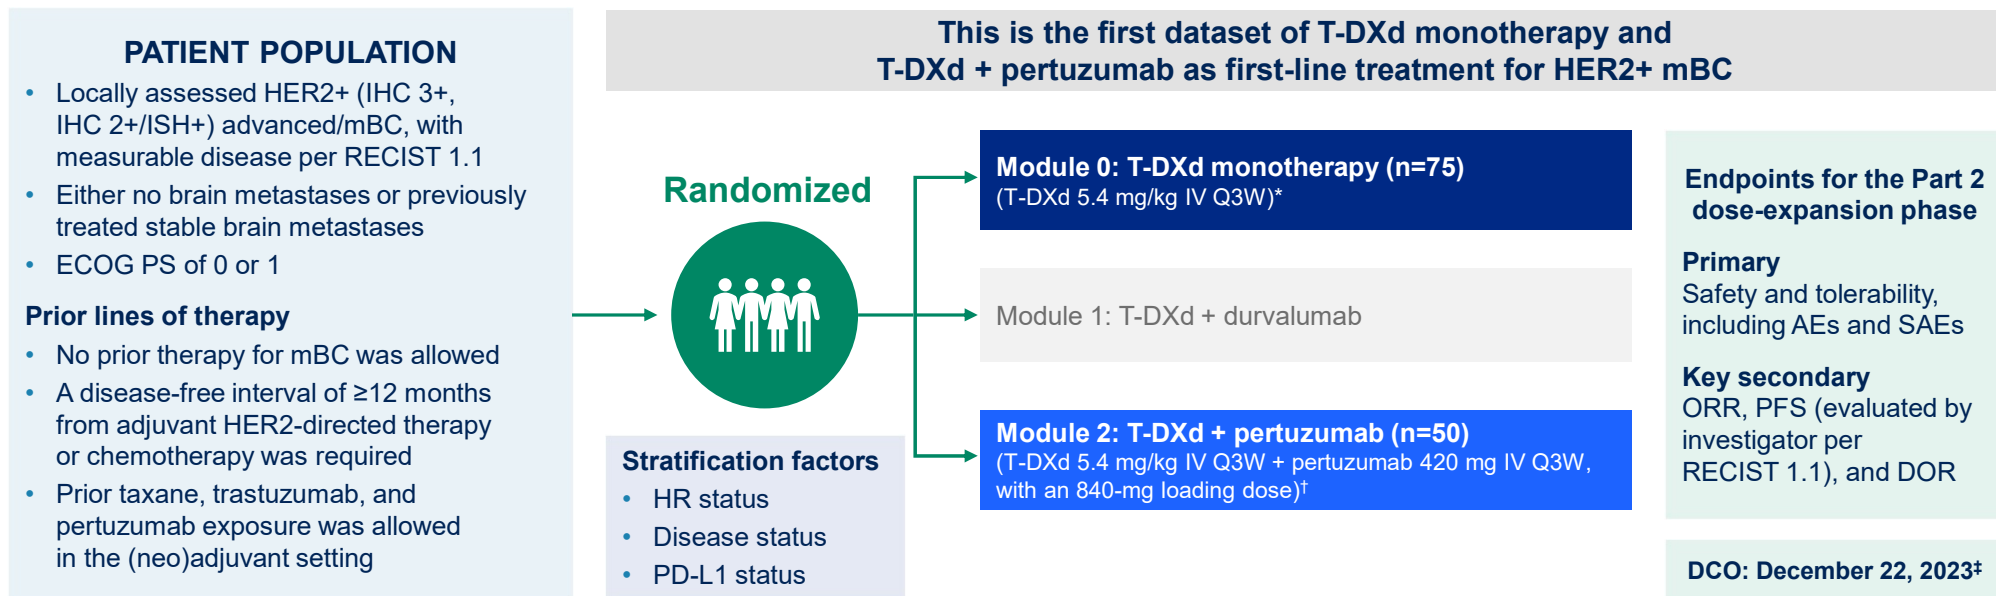 PATIENT POPULATION
• Locally assessed HER2+ (IHC 3+,
IHC 2+/ISH+) advanced/mBC, with
measurable disease per RECIST 1.1
• Either no brain metastases or previously
treated stable brain metastases
• ECOG PS of 0 or 1
Prior lines of therapy
• No prior therapy for mBC was allowed
• A disease-free interval of ≥12 months
from adjuvant HER2-directed therapy
or chemotherapy was required
• Prior taxane, trastuzumab, and
pertuzumab exposure was allowed
in the (neo)adjuvant setting
This is the first dataset of T-DXd monotherapy and
T-DXd + pertuzumab as first-line treatment for HER2+ mBC
Randomized
Stratification factors
• HR status
• Disease status
• PD-L1 status
Module 0: T-DXd monotherapy (n=75)
(T-DXd 5.4 mg/kg IV Q3W)*
Module 1: T-DXd + durvalumab
Module 2: T-DXd + pertuzumab (n=50)
(T-DXd 5.4 mg/kg IV Q3W + pertuzumab 420 mg IV Q3W,
with an 840-mg loading dose)†
Endpoints for the Part 2
dose-expansion phase
Primary
Safety and tolerability,
including AEs and SAEs
Key secondary
ORR, PFS (evaluated by
investigator per
RECIST 1.1), and DOR
DCO: December 22, 2023‡